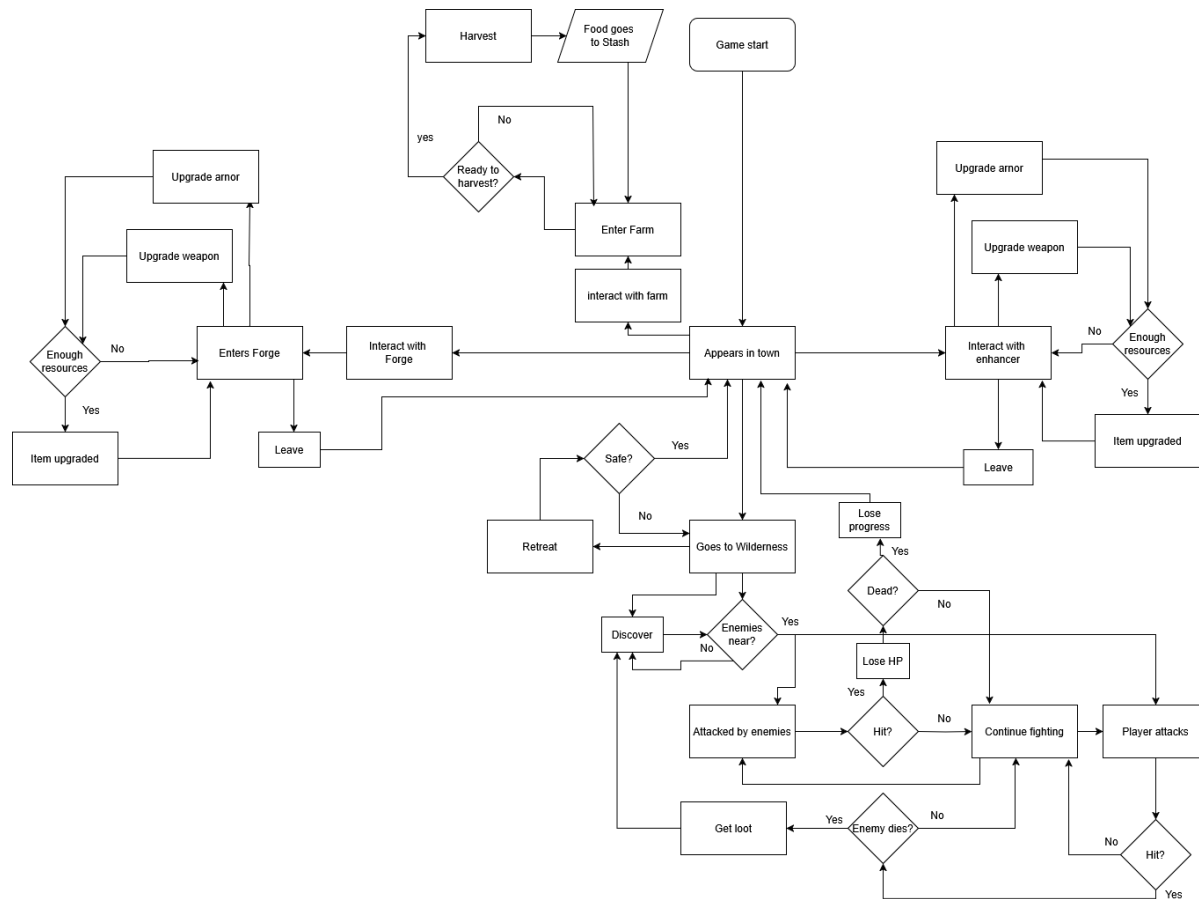 Harvest
Food goes
to Stash
Game start
No
yes
Ready to
harvest?
Upgrade arnor
Upgrade armor
Enter Farm
Upgrade weapon
Upgrade weapon
interact with farm
Enough
resources
No
Enters Forge
Interact with
Forge
Appears in town
Interact with
enhancer
No
Enough
resources
Yes
Yes
Item upgraded
Leave
Safe?
Yes
Leave
Item upgraded
No
Lose
progress
Retreat
Goes to Wilderness
Yes
Dead?
No
Discover
Enemies
near?
Yes
No
Lose HP
Yes
Attacked by enemies
Hit?
No
Continue fighting
Player attacks
Get loot
Yes
Enemy dies?
No
No
Hit?
Yes